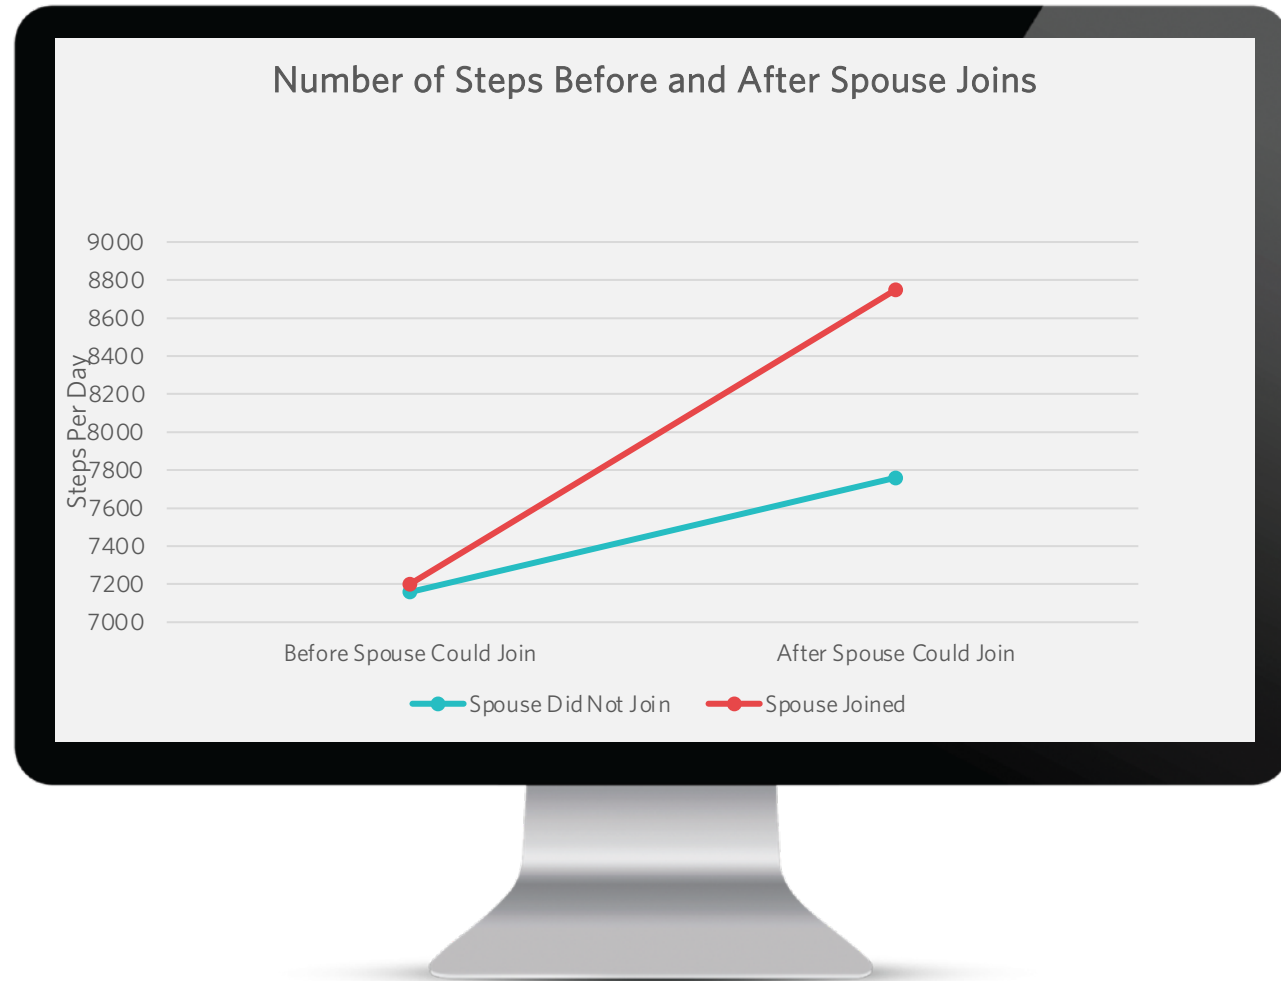 Number of Steps Before and After Spouse Joins
Steps Per Day
9000
8800
8600
8400
8200
8000
7800
7600
7400
7200
7000
Before Spouse Could Join
After Spouse Could Join
Spouse Did Not Join
Spouse Joined